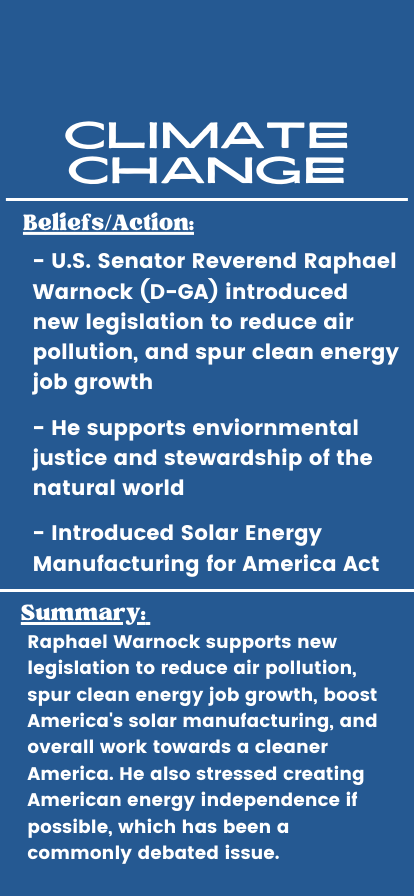 CLIMATE
CHANGE
Beliefs/Action:
- U.S. Senator Reverend Raphael
Warnock (D-GA) introduced
new legislation to reduce air
pollution, and spur clean energy
job growth
- He supports enviornmental
justice and stewardship of the
natural world
- Introduced Solar Energy
Manufacturing for America Act
Summary:
Raphael Warnock supports new
legislation to reduce air pollution,
spur clean energy job growth, boost
America's solar manufacturing, and
overall work towards a cleaner
America. He also stressed creating
American energy independence if
possible, which has been a
commonly debated issue.